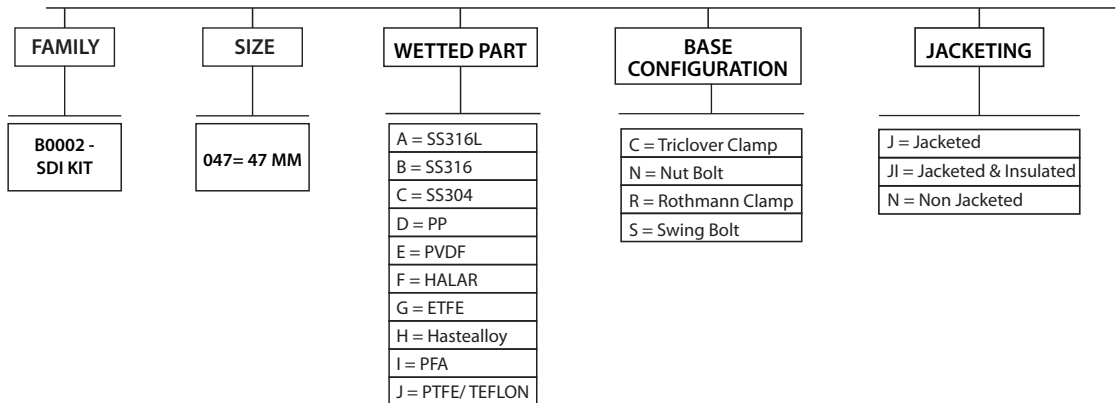 FAMILY
B0002 -
SDI KIT
SIZE
047= 47 MM
WETTED PART
A = SS316L
B = SS316
C = SS304
D = PP
E = PVDF
F = HALAR
G = ETFE
H = Hastealloy
I = PFA
J = PTFE/ TEFLON
BASE
CONFIGURATION
C = Triclover Clamp
N = Nut Bolt
R = Rothmann Clamp
S = Swing Bolt
JACKETING
J = Jacketed
JI = Jacketed & Insulated
N = Non Jacketed